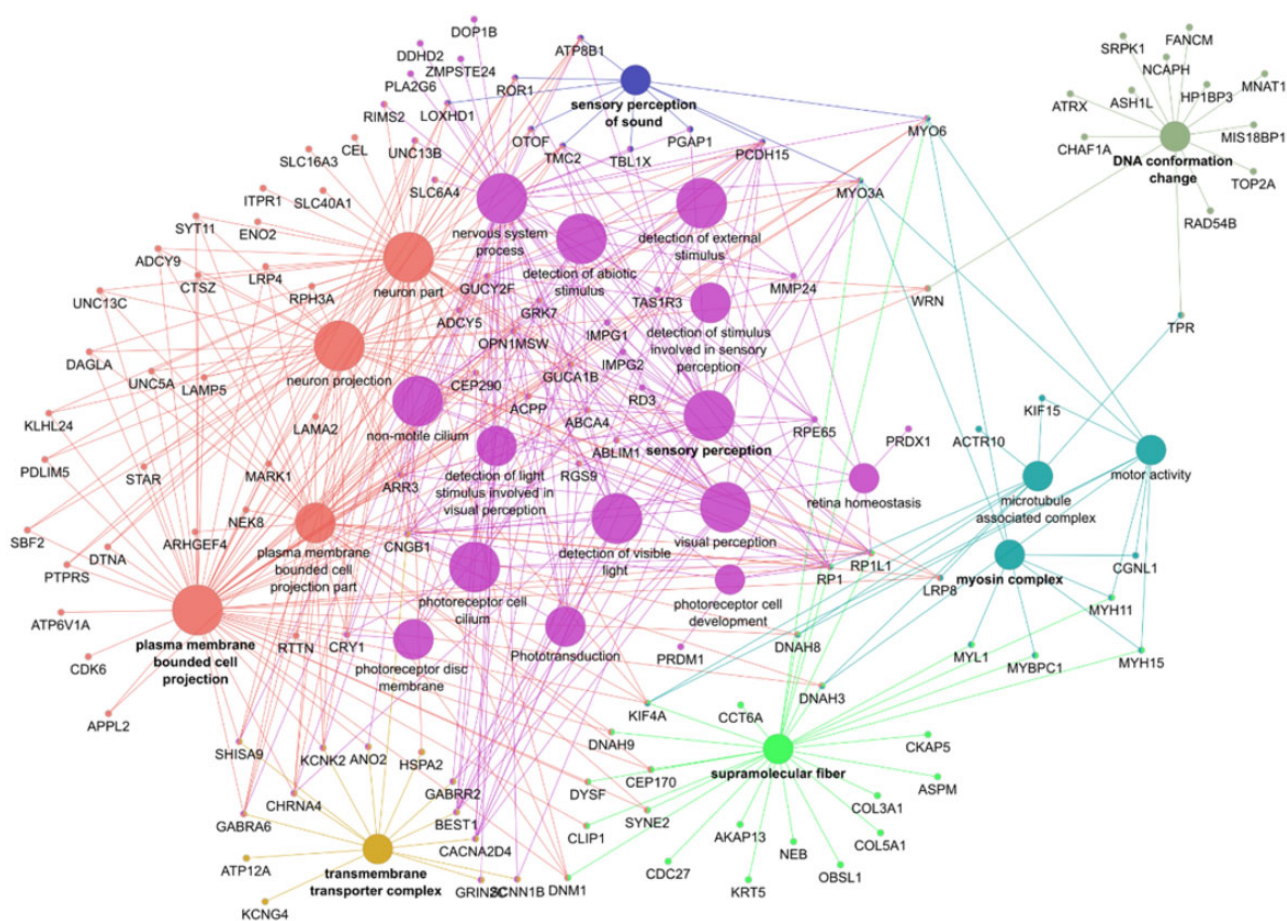 DOP1B
DDHD2
ATP8B1
FANCM
SRPK1
ZMPSTE24
NCAPH
PLA2G6
ROR1
sensory perception
of sound
MNAT1
HP1BP3
ASH1L
ATRX
RIMS2
LOXHD1
MYO6
MIS18BP1
OTOF
PGAP1
CEL
UNC13B
TMC2
TBL1X
PCDH15
CHAF1A
DNA conformation
change
SLC16A3
TOP2A
SLC6A4
MYO3A
ITPR1
SLC40A1
RAD54B
SYT11
ENO2
nervous system
process
detection of external
stimulus
ADCY9
LRP4
neuron part
detection of abiotic
stimulus
CTSZ
GUCY2F
UNC13C
RPH3A
TAS1R3
MMP24
WRN
GRK7
ADCY5
IMPG1
detection of stimulus
involved in sensory
perception
TPR
OPN1MSW
DAGLA
neuron projection
IMPG2
UNC5A
LAMP5
CEP290
GUCA1B
RD3
ACPP
KIF15
KLHL24
LAMA2
non-motile cilium
ABCA4
RPE65
PRDX1
ACTR10
ABLIM1
sensory perception
PDLIM5
STAR
MARK1
ARR3
detection of light
stimulus involved in
visual perception
RGS9
motor activity
retina homeostasis
microtubule
associated complex
NEK8
SBF2
DTNA
ARHGEF4
plasma membrane
bounded cell
projection part
CNGB1
detection of visible
light
visual perception
PTPRS
RP1
RP1L1
myosin complex
CGNL1
LRP8
photoreceptor cell
cilium
photoreceptor cell
development
MYH11
ATP6V1A
plasma membrane
bounded cell
projection
RTTN
CRY1
Phototransduction
DNAH8
PRDM1
MYL1
MYBPC1
MYH15
CDK6
photoreceptor disc
membrane
DNAH3
APPL2
KIF4A
CCT6A
SHISA9
KCNK2
ANO2
HSPA2
DNAH9
CKAP5
supramolecular fiber
CEP170
ASPM
CHRNA4
GABRR2
DYSF
COL3A1
GABRA6
BEST1
SYNE2
CLIP1
AKAP13
COL5A1
CACNA2D4
NEB
ATP12A
transmembrane
transporter complex
CDC27
OBSL1
GRIN2C
SCNN1B
DNM1
KRT5
KCNG4